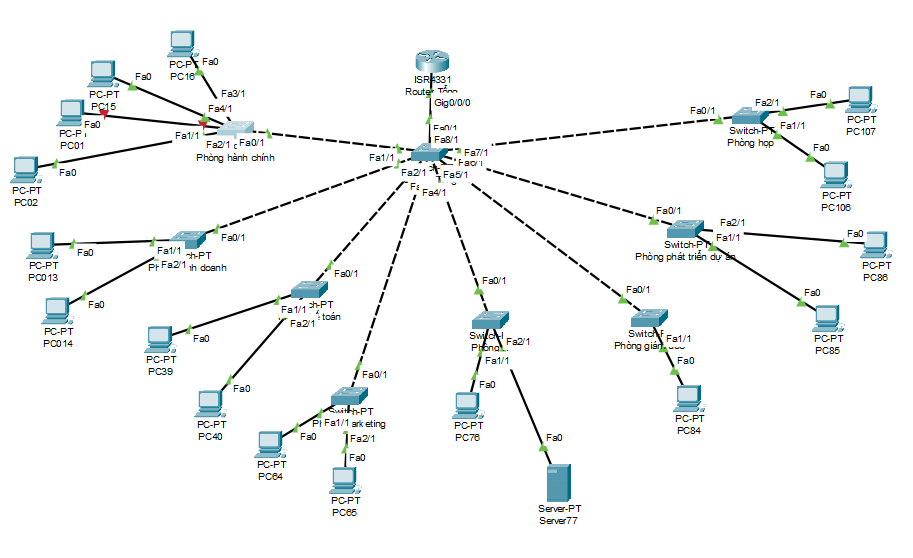 PC-PT
PC16
Fa0
Fa3/1
PC-PT
PC15
Fa0
Fa4/1
PC01
Fa0
Fa1/1
Fa2/1
Fa0/1
Phòng hành chính
PC-PT
PC02
Fa0
ISR4331
Gig0/0/0
Fa8/1
Fa7/1
Fa1/1
Fa2/1
Fa5/1
Fa4/1
Fa0/1
Fa2/1
Fa0
Fa1/1
Phòng họp
Fa0
PC-PT
PC107
PC-PT
PC106
PC-PT
PC013
Fa0
Fa0/1
Fa1/1
Fa2/1
doanh
PC-PT
PC014
Fa0
Fa0/1
Fa1/1
Fa2/1
toán
PC-PT
PC39
Fa0
PC-PT
PC40
Fa0
Fa0/1
Fa1/1
Fa2/1
PC-PT
PC64
Fa0
Fa0
PC-PT
PC65
Fa0/1
Fa2/1
Fa1/1
Fa0
PC-PT
PC76
Fa0
Server-PT
Server77
Fa0/1
Fa1/1
Fa0
PC-PT
PC84
Fa0/1
Fa2/1
Fa1/1
Phòng phát triển dự án
Fa0
PC-PT
PC86
Fa0
PC-PT
PC85